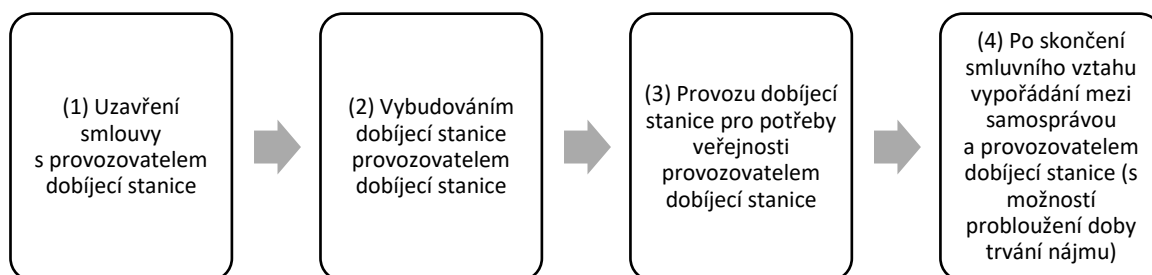 (1) Uzavření
smlouvy
s provozovatelem
dobíjecí stanice
(2) Vybudováním
dobíjecí stanice
provozovatelem
dobíjecí stanice
(3) Provozu dobíjecí
stanice pro potřeby
veřejnosti
provozovatelem
dobíjecí stanice
(4) Po skončení
smluvního vztahu
vypořádání mezi
samosprávou
a provozovatelem
dobíjecí stanice (s
možností
probloužení doby
trvání nájmu)